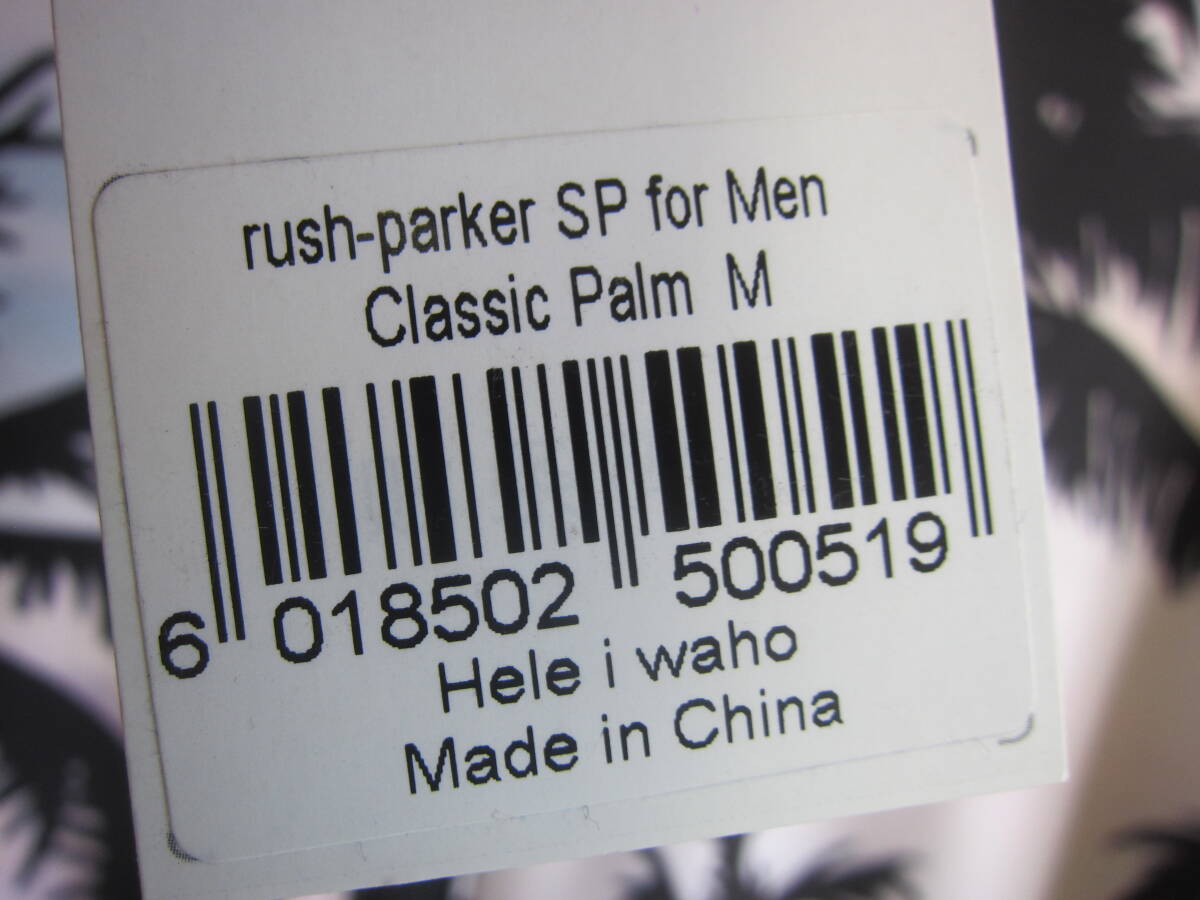 rush-parker SP for Men
Classic Palm M
6 018502 500519
Hele i waho
Made in China